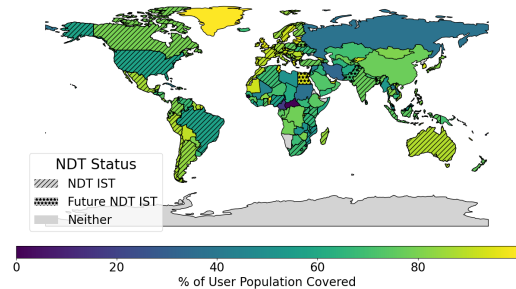 NDT Status
NDT IST
Future NDT IST
Neither
0 20 40 60 80
% of User Population Covered